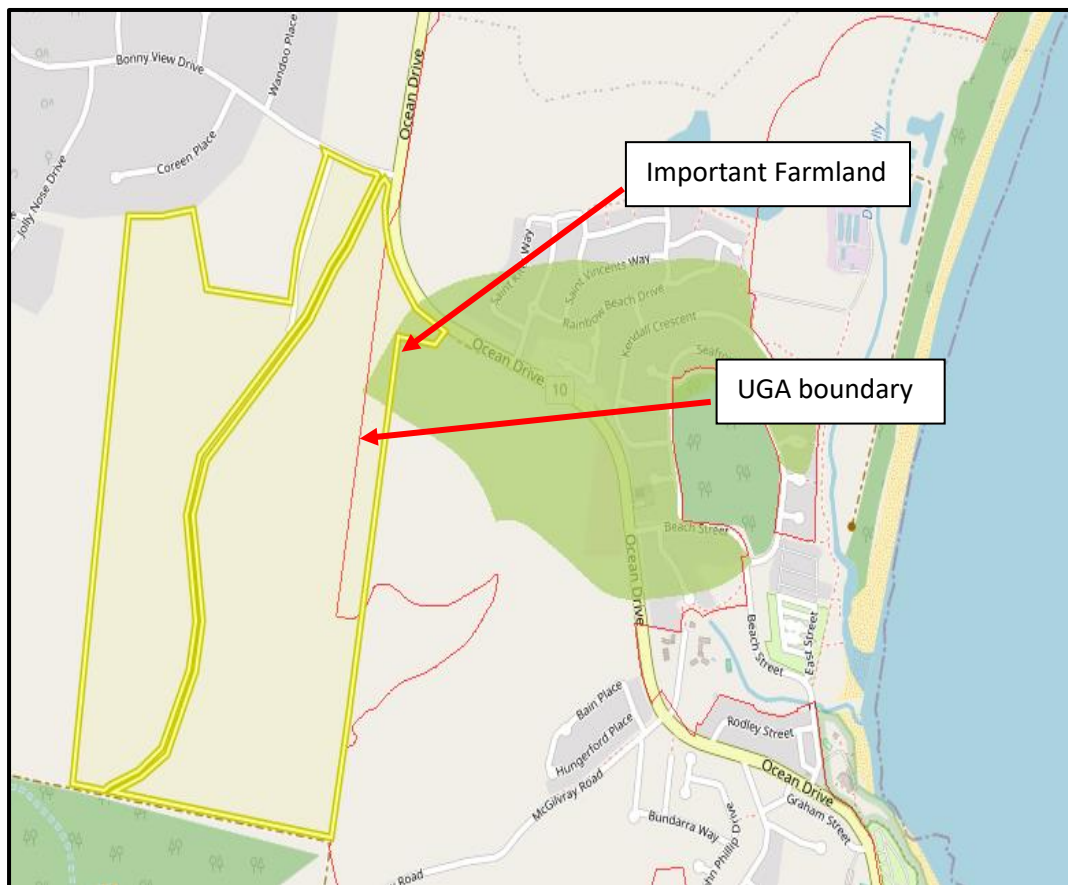 Bonny View Drive
Wandoo Place
Ocean Drive
Coreen Place
Jolly Nose Drive
Important Farmland
Saint Vincents Way
Way
Rainbow Beach Drive
Kendall Crescent
Ocean Drive
10
UGA boundary
Beach Street
Ocean Drive
Beach Street
East Street
Bain Place
Hungerford Place
Rodley Street
McGilvray Road
Ocean Drive
Graham Street
Bundarra Way
John Phillip Drive
Road